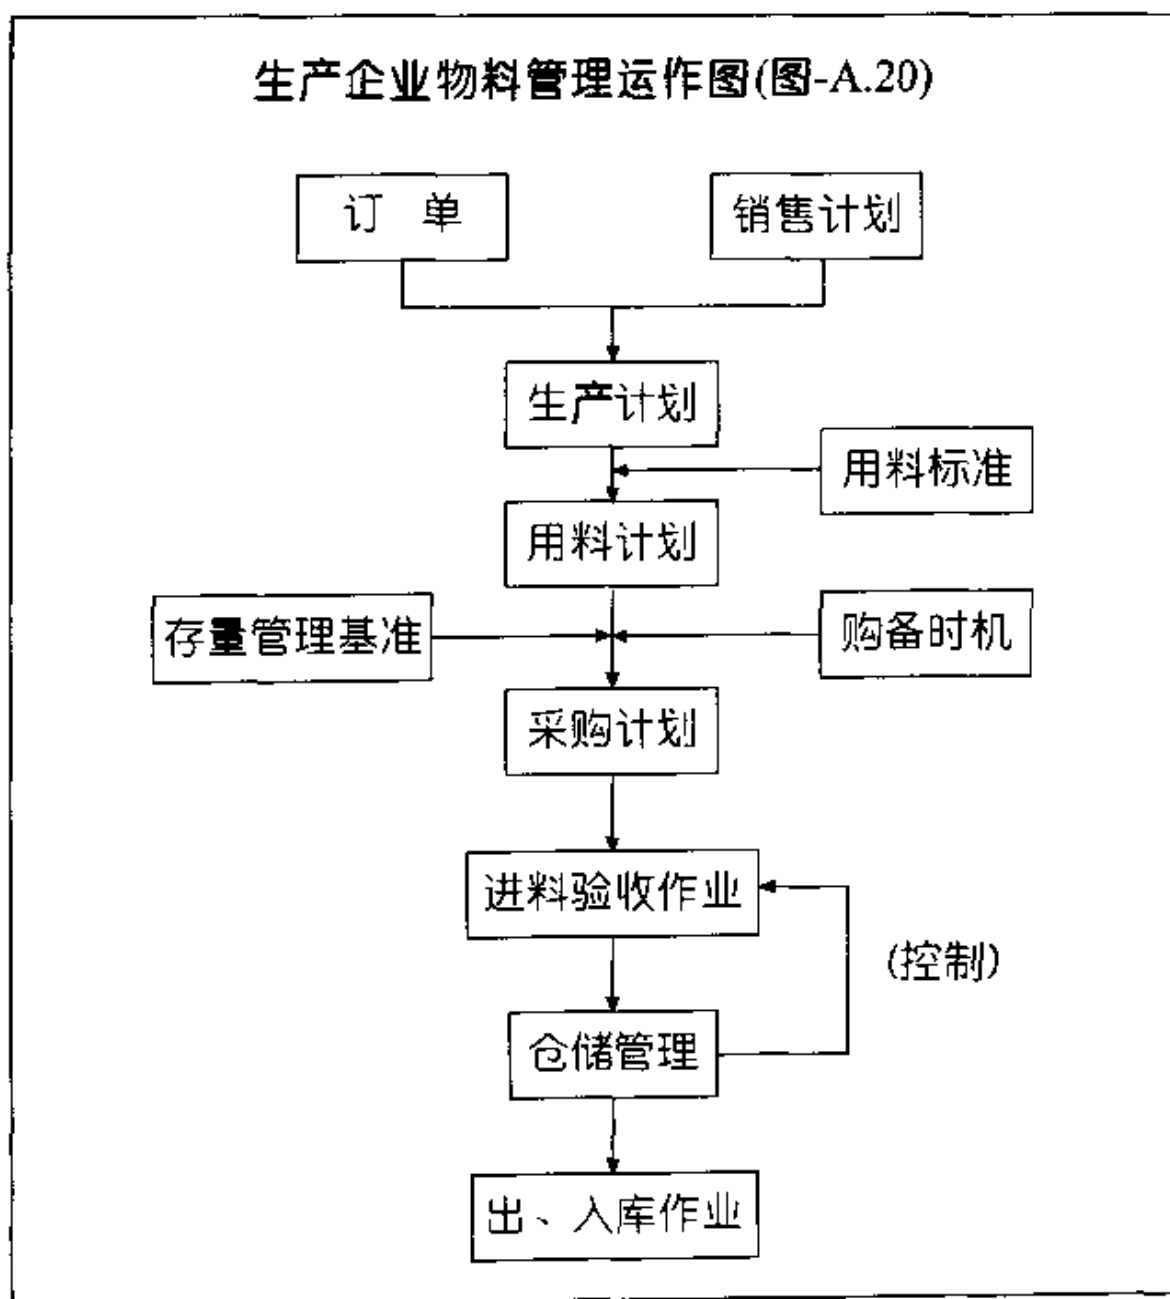 生产企业物料管理运作图(图-A.20)
订 单
销售计划
生产计划
用料标准
用料计划
存量管理基准
购备时机
采购计划
进料验收作业
(控制)
仓储管理
出、入库作业